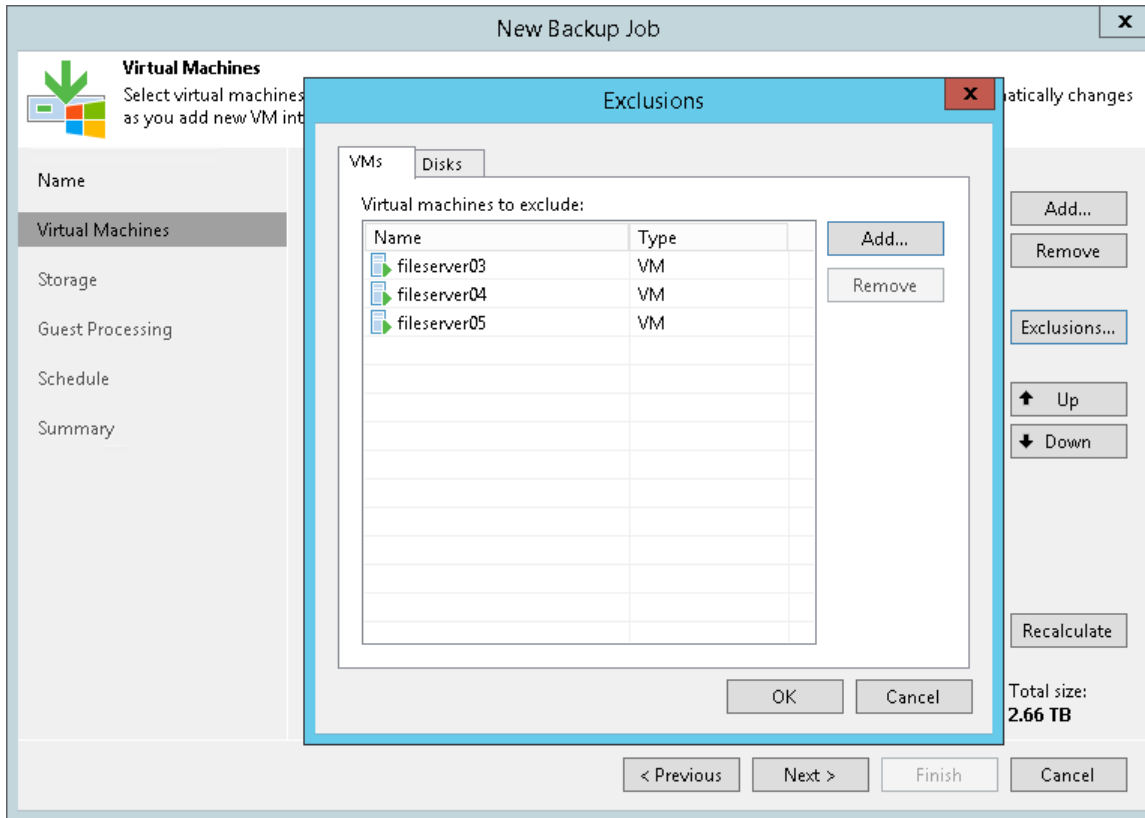 New Backup Job
x
Virtual Machines
Select virtual machines
as you add new VM
changes
Name
Virtual Machines
Storage
Guest Processing
Schedule
Summary
Exclusions
x
VMs
Disks
Virtual machines to exclude:
Name Type
fileserver03 VM
fileserver04 VM
fileserver05 VM
Add...
Remove
OK
Cancel
Add...
Remove
Exclusions...
Up
Down
Recalculate
Total size:
2.66 TB
< Previous
Next >
Finish
Cancel